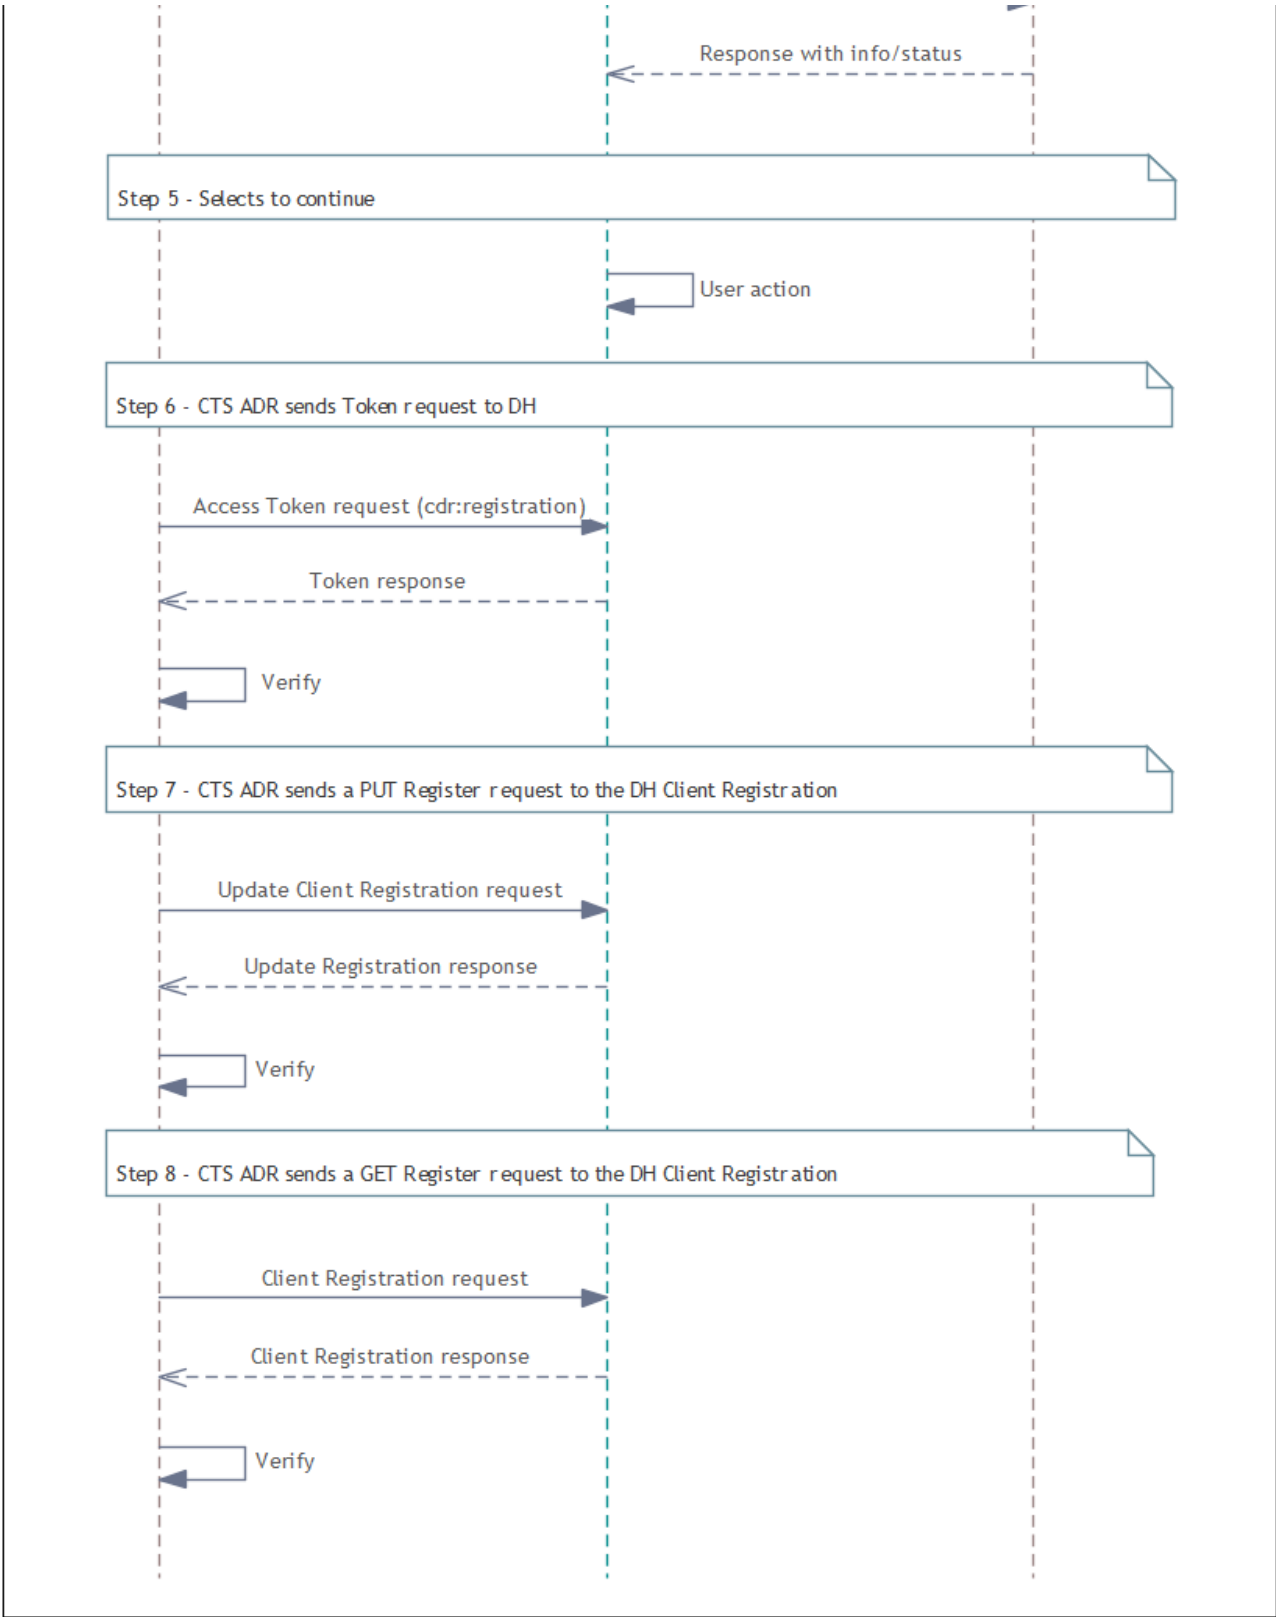 Response with info/status
Step 5 - Selects to continue
User action
Step 6 - CTS ADR sends Token request to DH
Access Token request (cdr:registration)
Token response
Verify
Step 7 - CTS ADR sends a PUT Register request to the DH Client Registration
Update Client Registration request
Update Registration response
Verify
Step 8 - CTS ADR sends a GET Register request to the DH Client Registration
Client Registration request
Client Registration response
Verify